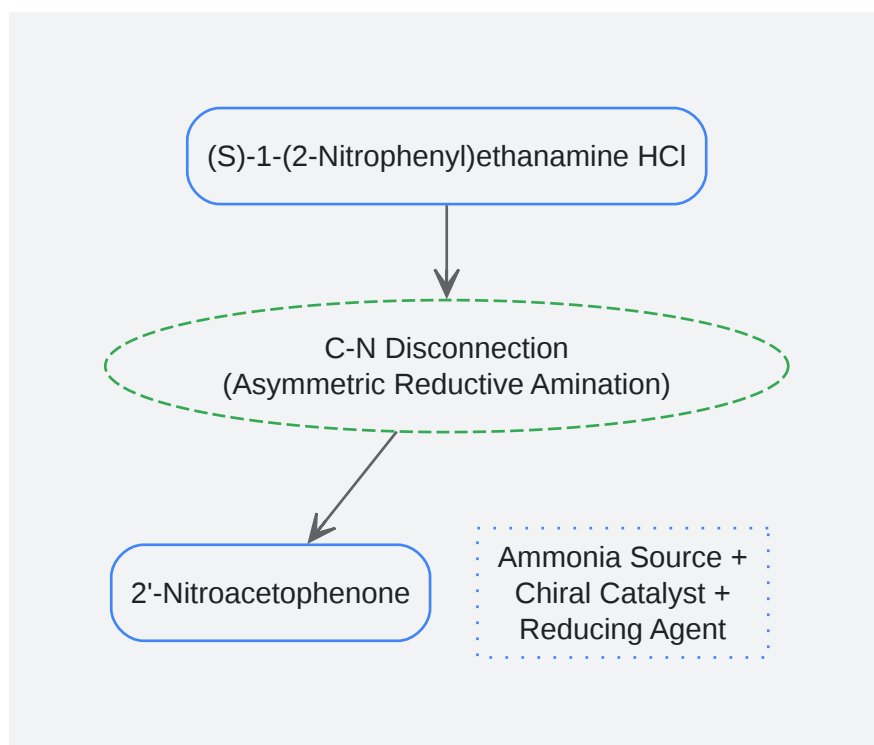 (S)-1-(2-Nitrophenyl)ethanamine HCl
C-N Disconnection
(Asymmetric Reductive Amination)
2'-Nitroacetophenone
Ammonia Source +
Chiral Catalyst +
Reducing Agent